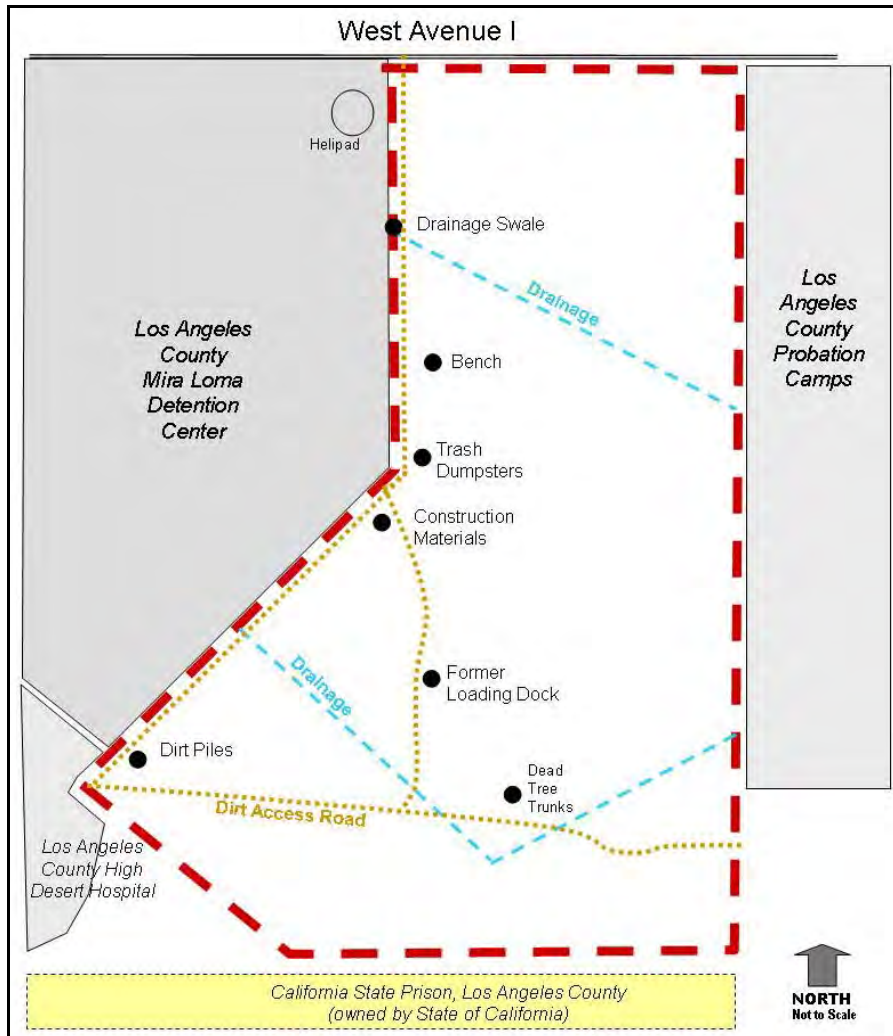 West Avenue I
Helipad
Drainage Swale
Drainage
Los
Angeles
County
Probation
Camps
Los Angeles
County
Mira Loma
Detention
Center
Bench
Trash
Dumpsters
Construction
Materials
Drainage
Former
Loading Dock
Dirt Piles
Dead
Tree
Trunks
Dirt Access Road
Los Angeles
County High
Desert Hospital
California State Prison, Los Angeles County
(owned by State of California)
NORTH
Not to Scale